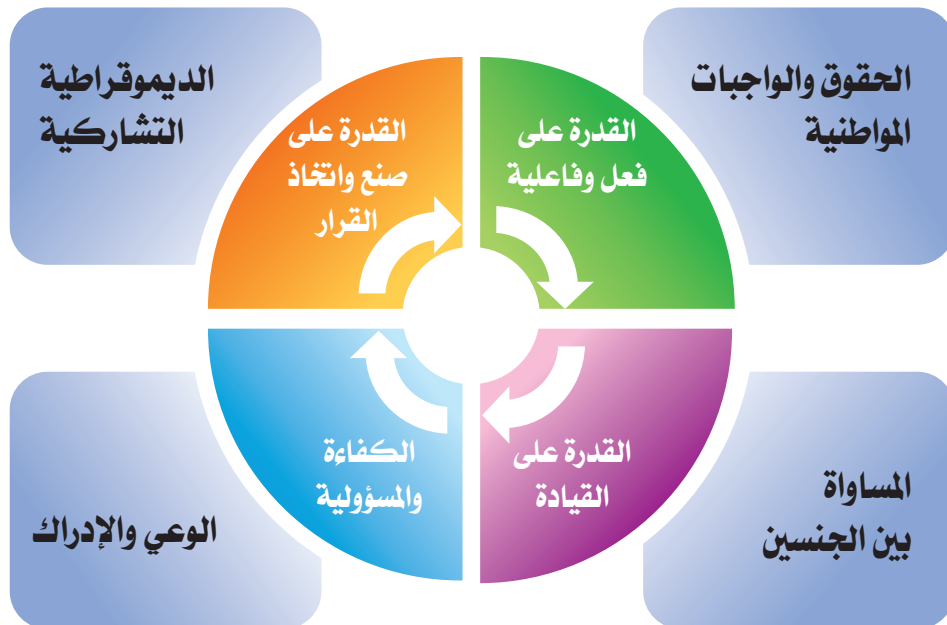 الحقوق والواجبات
المواطنية
الديموقراطية
التشاركية
القدرة على
فعل وفاعلية
القدرة على
صنع واتخاذ
القرار
القدرة على
القيادة
الكفاءة
والمسؤولية
المساواة
بين الجنسين
الوعي والإدراك